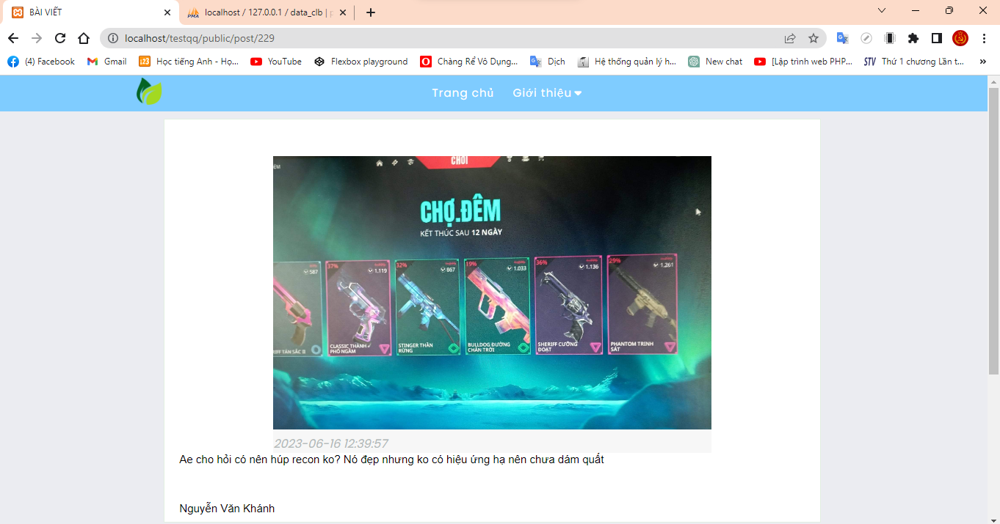 BÀI VIẾT
localhost / 127.0.0.1 / data_clb | p
localhost/testqq/public/post/229
(4) Facebook
Gmail
Học tiếng Anh - Họ...
YouTube
Flexbox playground
Chàng Rể Vô Dụng...
Dịch
Hệ thống quản lý h...
New chat
[Lập trình web PHP...
STV
Thứ 1 chương Lần t...
»
Trang chủ
Giới thiệu
CHƠI
CHỢ.ĐÊM
KẾT THÚC SAU 12 NGÀY
587
37%
1.119
32%
867
19%
1.033
36%
1.136
29%
1.261
CLASSIC THÀNH
PHỐ NGẦM
STINGER THẦN
RỪNG
BULLDOG ĐƯỜNG
CHÂN TRỜI
SHERIFF CƯỠNG
ĐOẠT
PHANTOM TRINH
SÁT
2023-06-16 12:39:57
Ae cho hỏi có nên húp recon ko? Nó đẹp nhưng ko có hiệu ứng hạ nên chưa dám quất
Nguyễn Văn Khánh